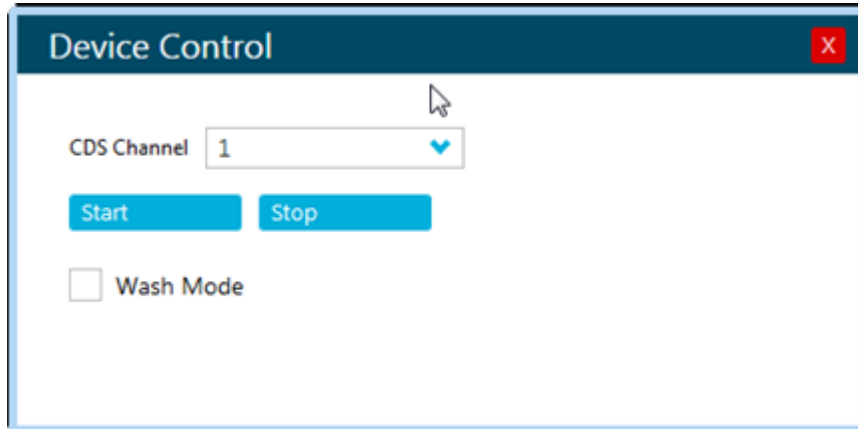 Device Control
X
CDS Channel 1
Start Stop
Wash Mode